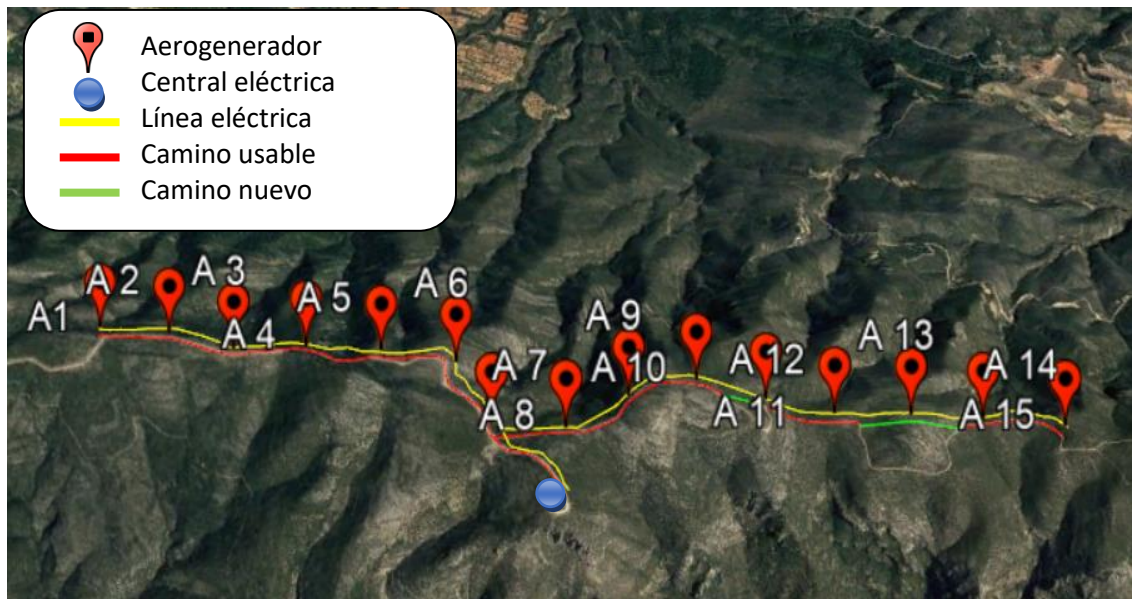 Aerogenerador
Central eléctrica
Línea eléctrica
Camino usable
Camino nuevo
A1
A 2
A 3
A 4
A 5
A 6
A 7
A 8
A 9
A 10
A 11
A 12
A 13
A 14
A 15